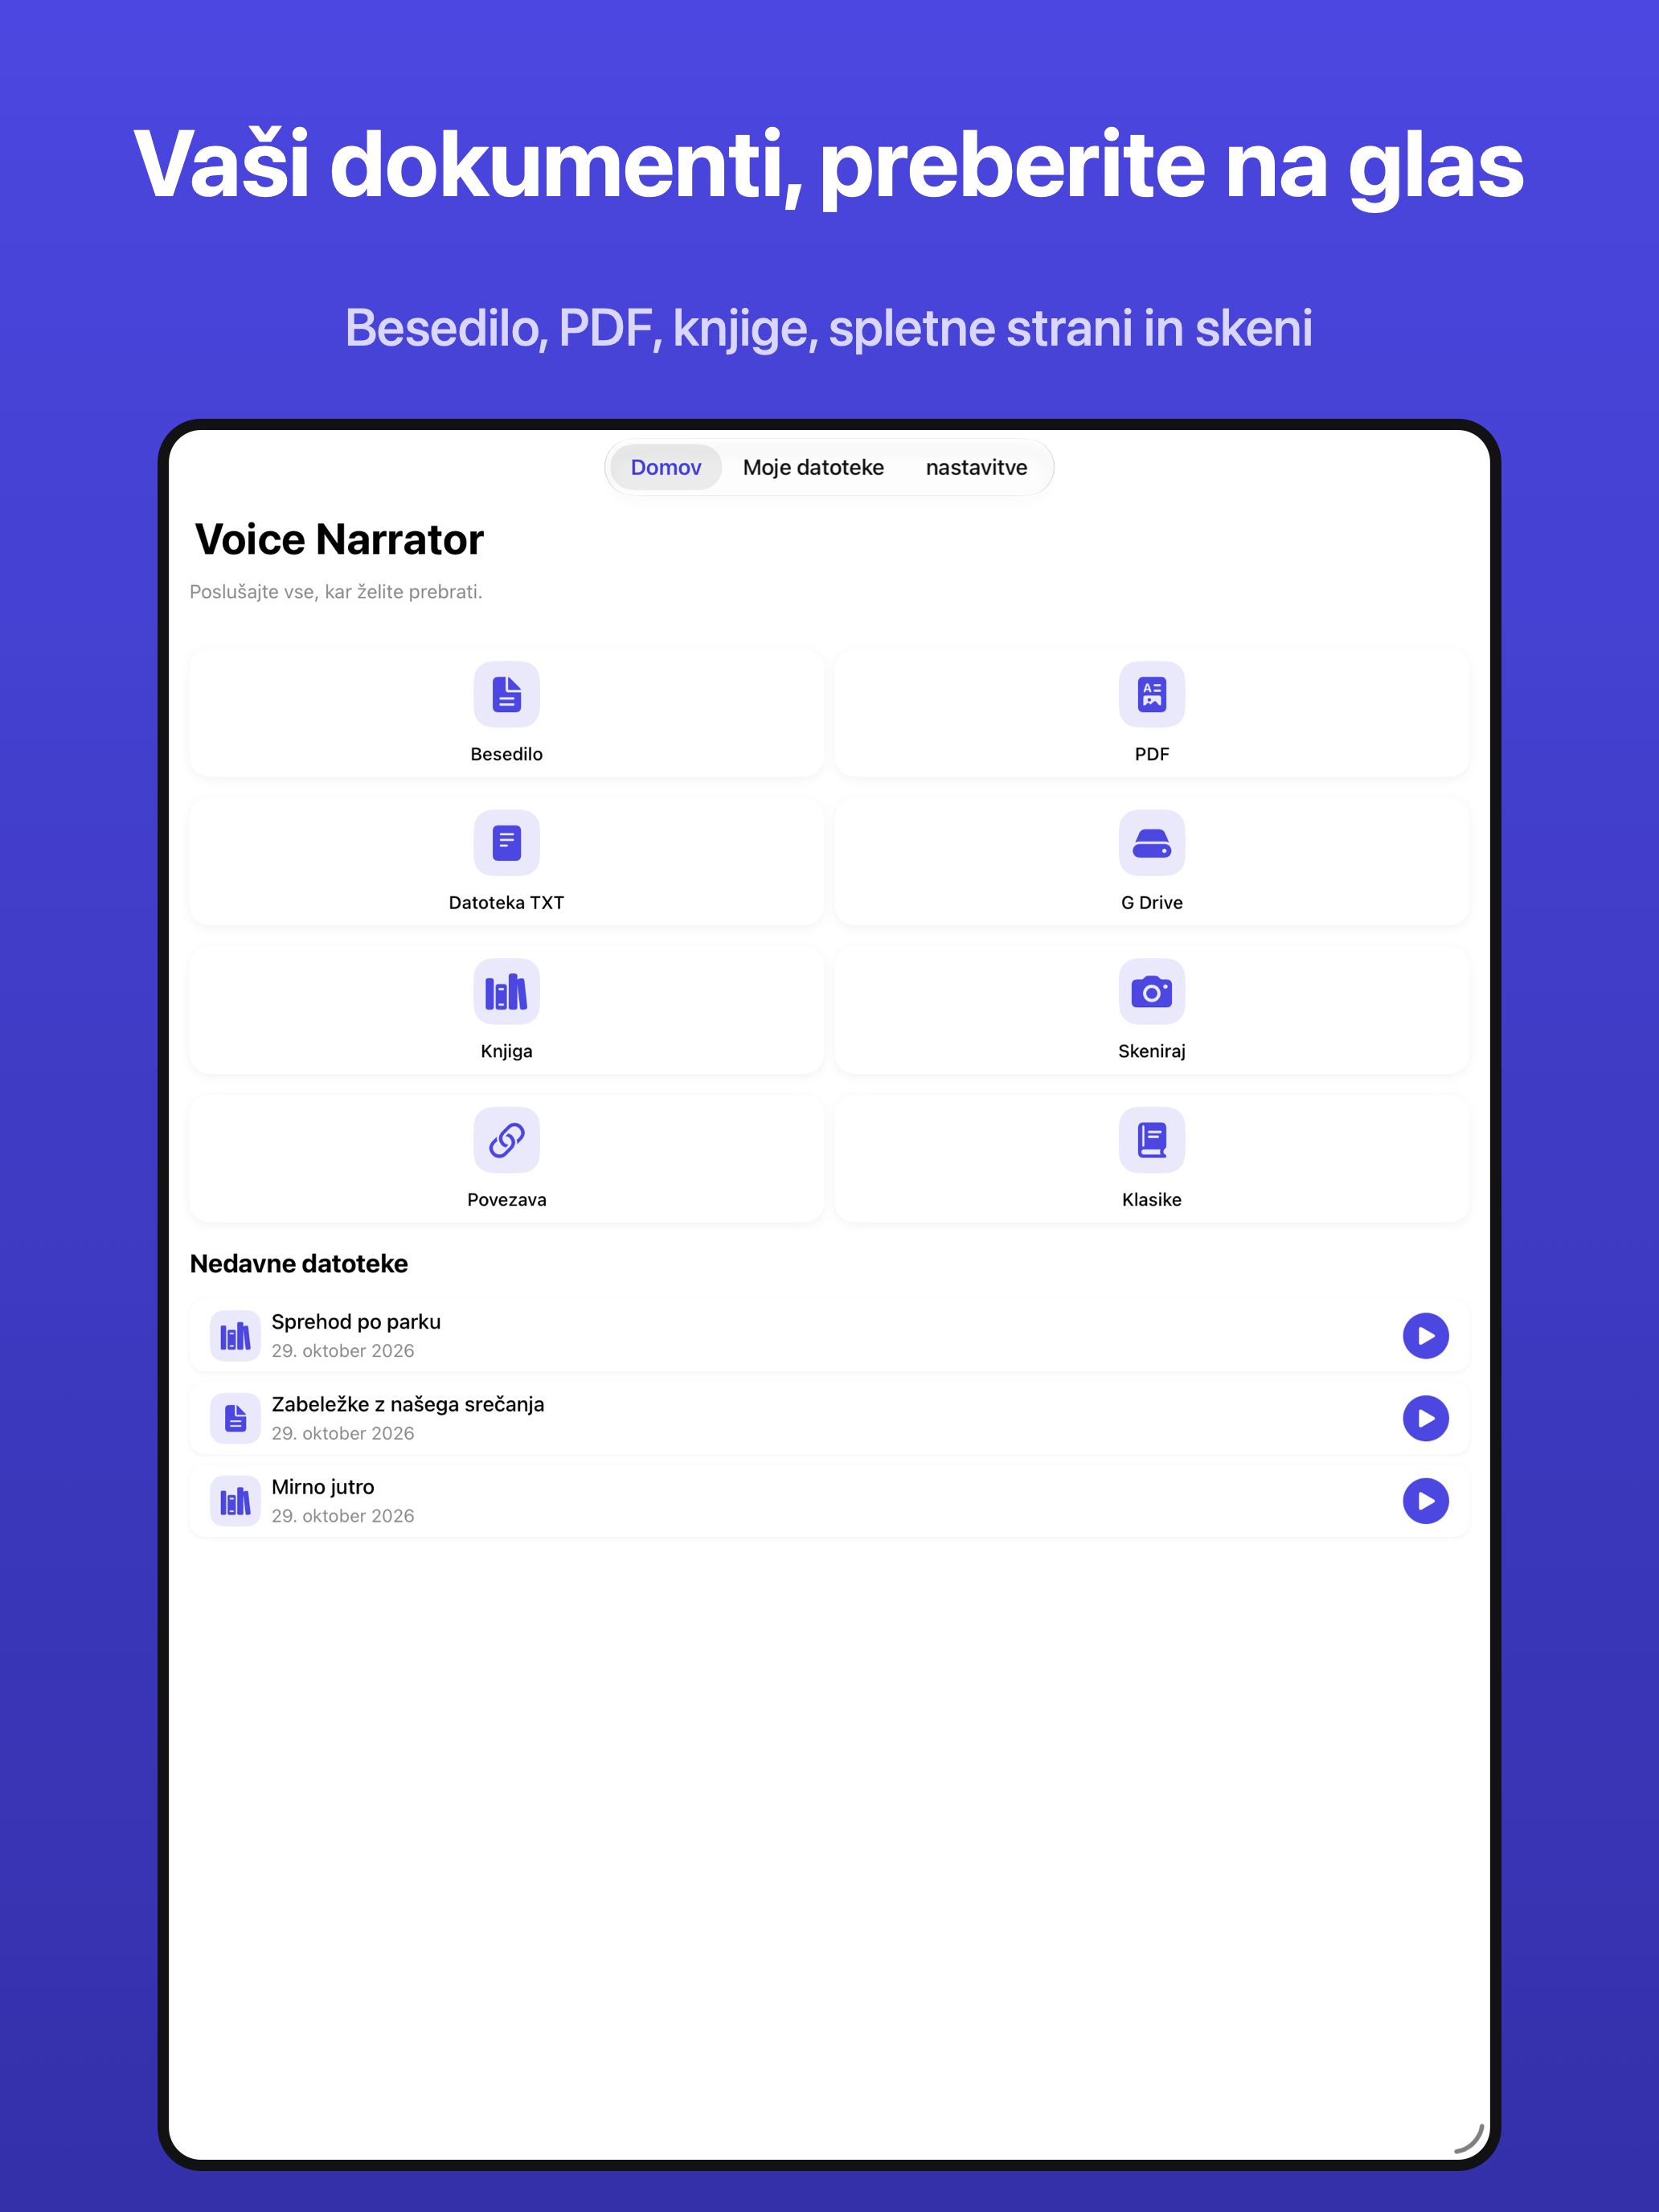 Vaši dokumenti, preberite na glas
Besedilo, PDF, knjige, spletne strani in skeni
Domov Moje datoteke nastavitve
Voice Narrator
Poslušajte vse, kar želite prebrati.
Besedilo
PDF
Datoteka TXT
G Drive
Knjiga
Skeniraj
Povezava
Klasike
Nedavne datoteke
Sprehod po parku
29. oktober 2026
Zabeležke z našega srečanja
29. oktober 2026
Mirno jutro
29. oktober 2026